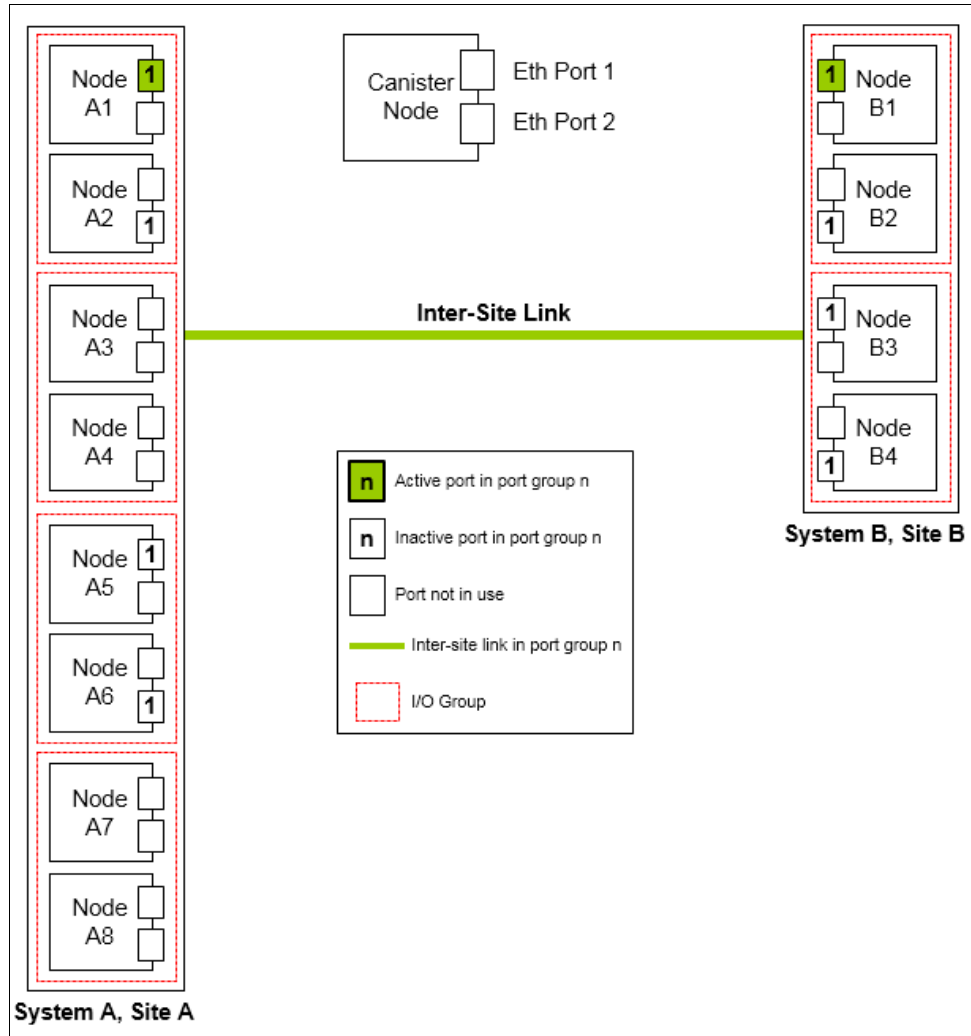 Node
A1
1
Node
A2
1
Node
A3
Node
A4
Node
A5
1
Node
A6
1
Node
A7
Node
A8
System A, Site A
Canister
Node
Eth Port 1
Eth Port 2
Inter-Site Link
n Active port in port group n
n Inactive port in port group n
Port not in use
Inter-site link in port group n
I/O Group
1
Node
B1
1
Node
B2
1
Node
B3
1
Node
B4
System B, Site B